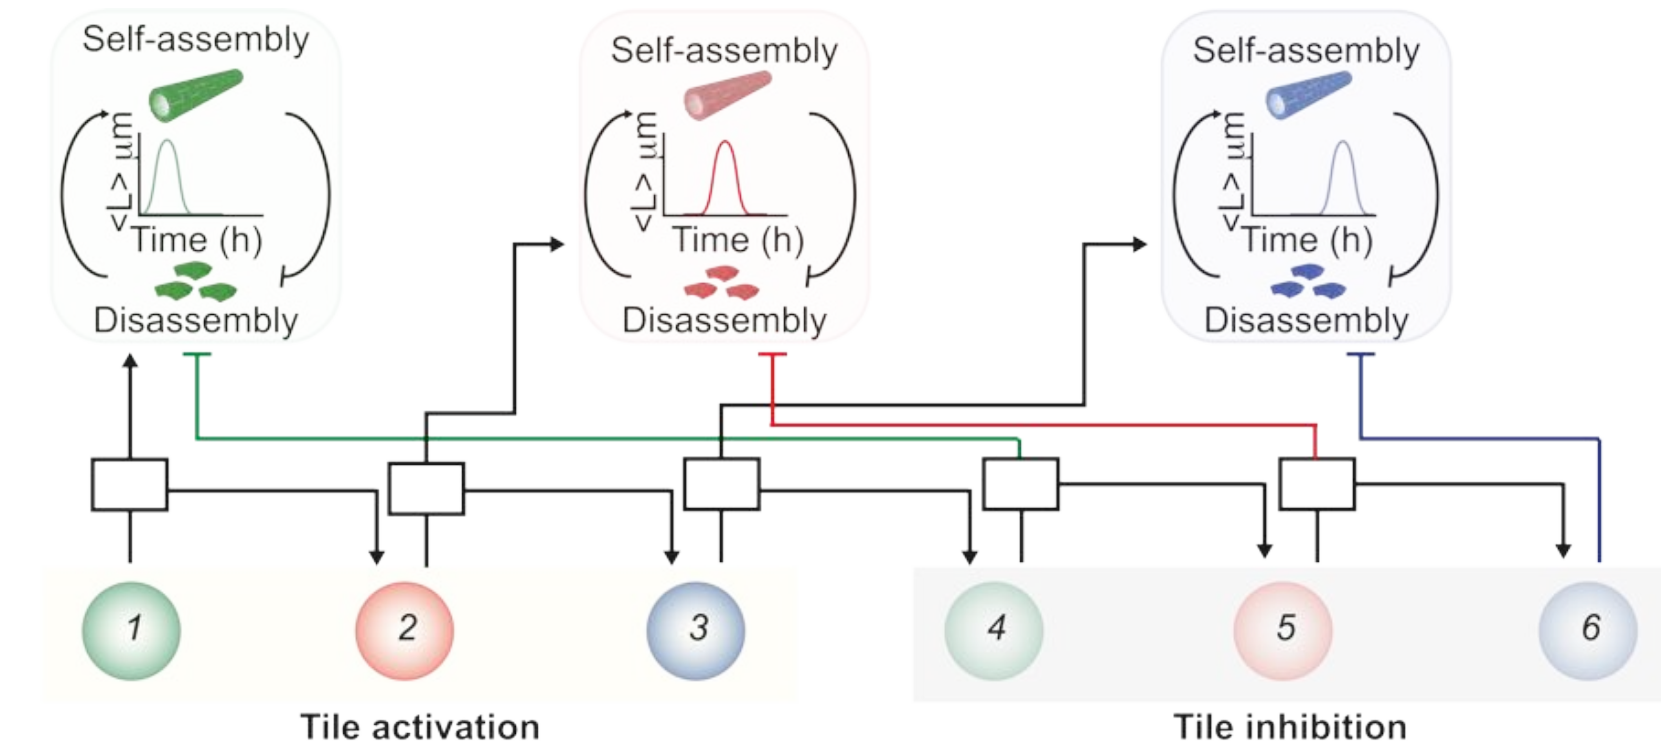 Self-assembly
<L> µm
Time (h)
Disassembly
Self-assembly
<L> µm
Time (h)
Disassembly
Self-assembly
<L> µm
Time (h)
Disassembly
1
2
3
4
5
6
Tile activation
Tile inhibition